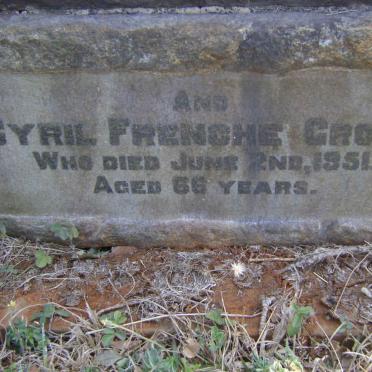 AND
CYRIL FRENCHE
WHO DIED JUNE 2ND, 1951.
AGED 66 YEARS.